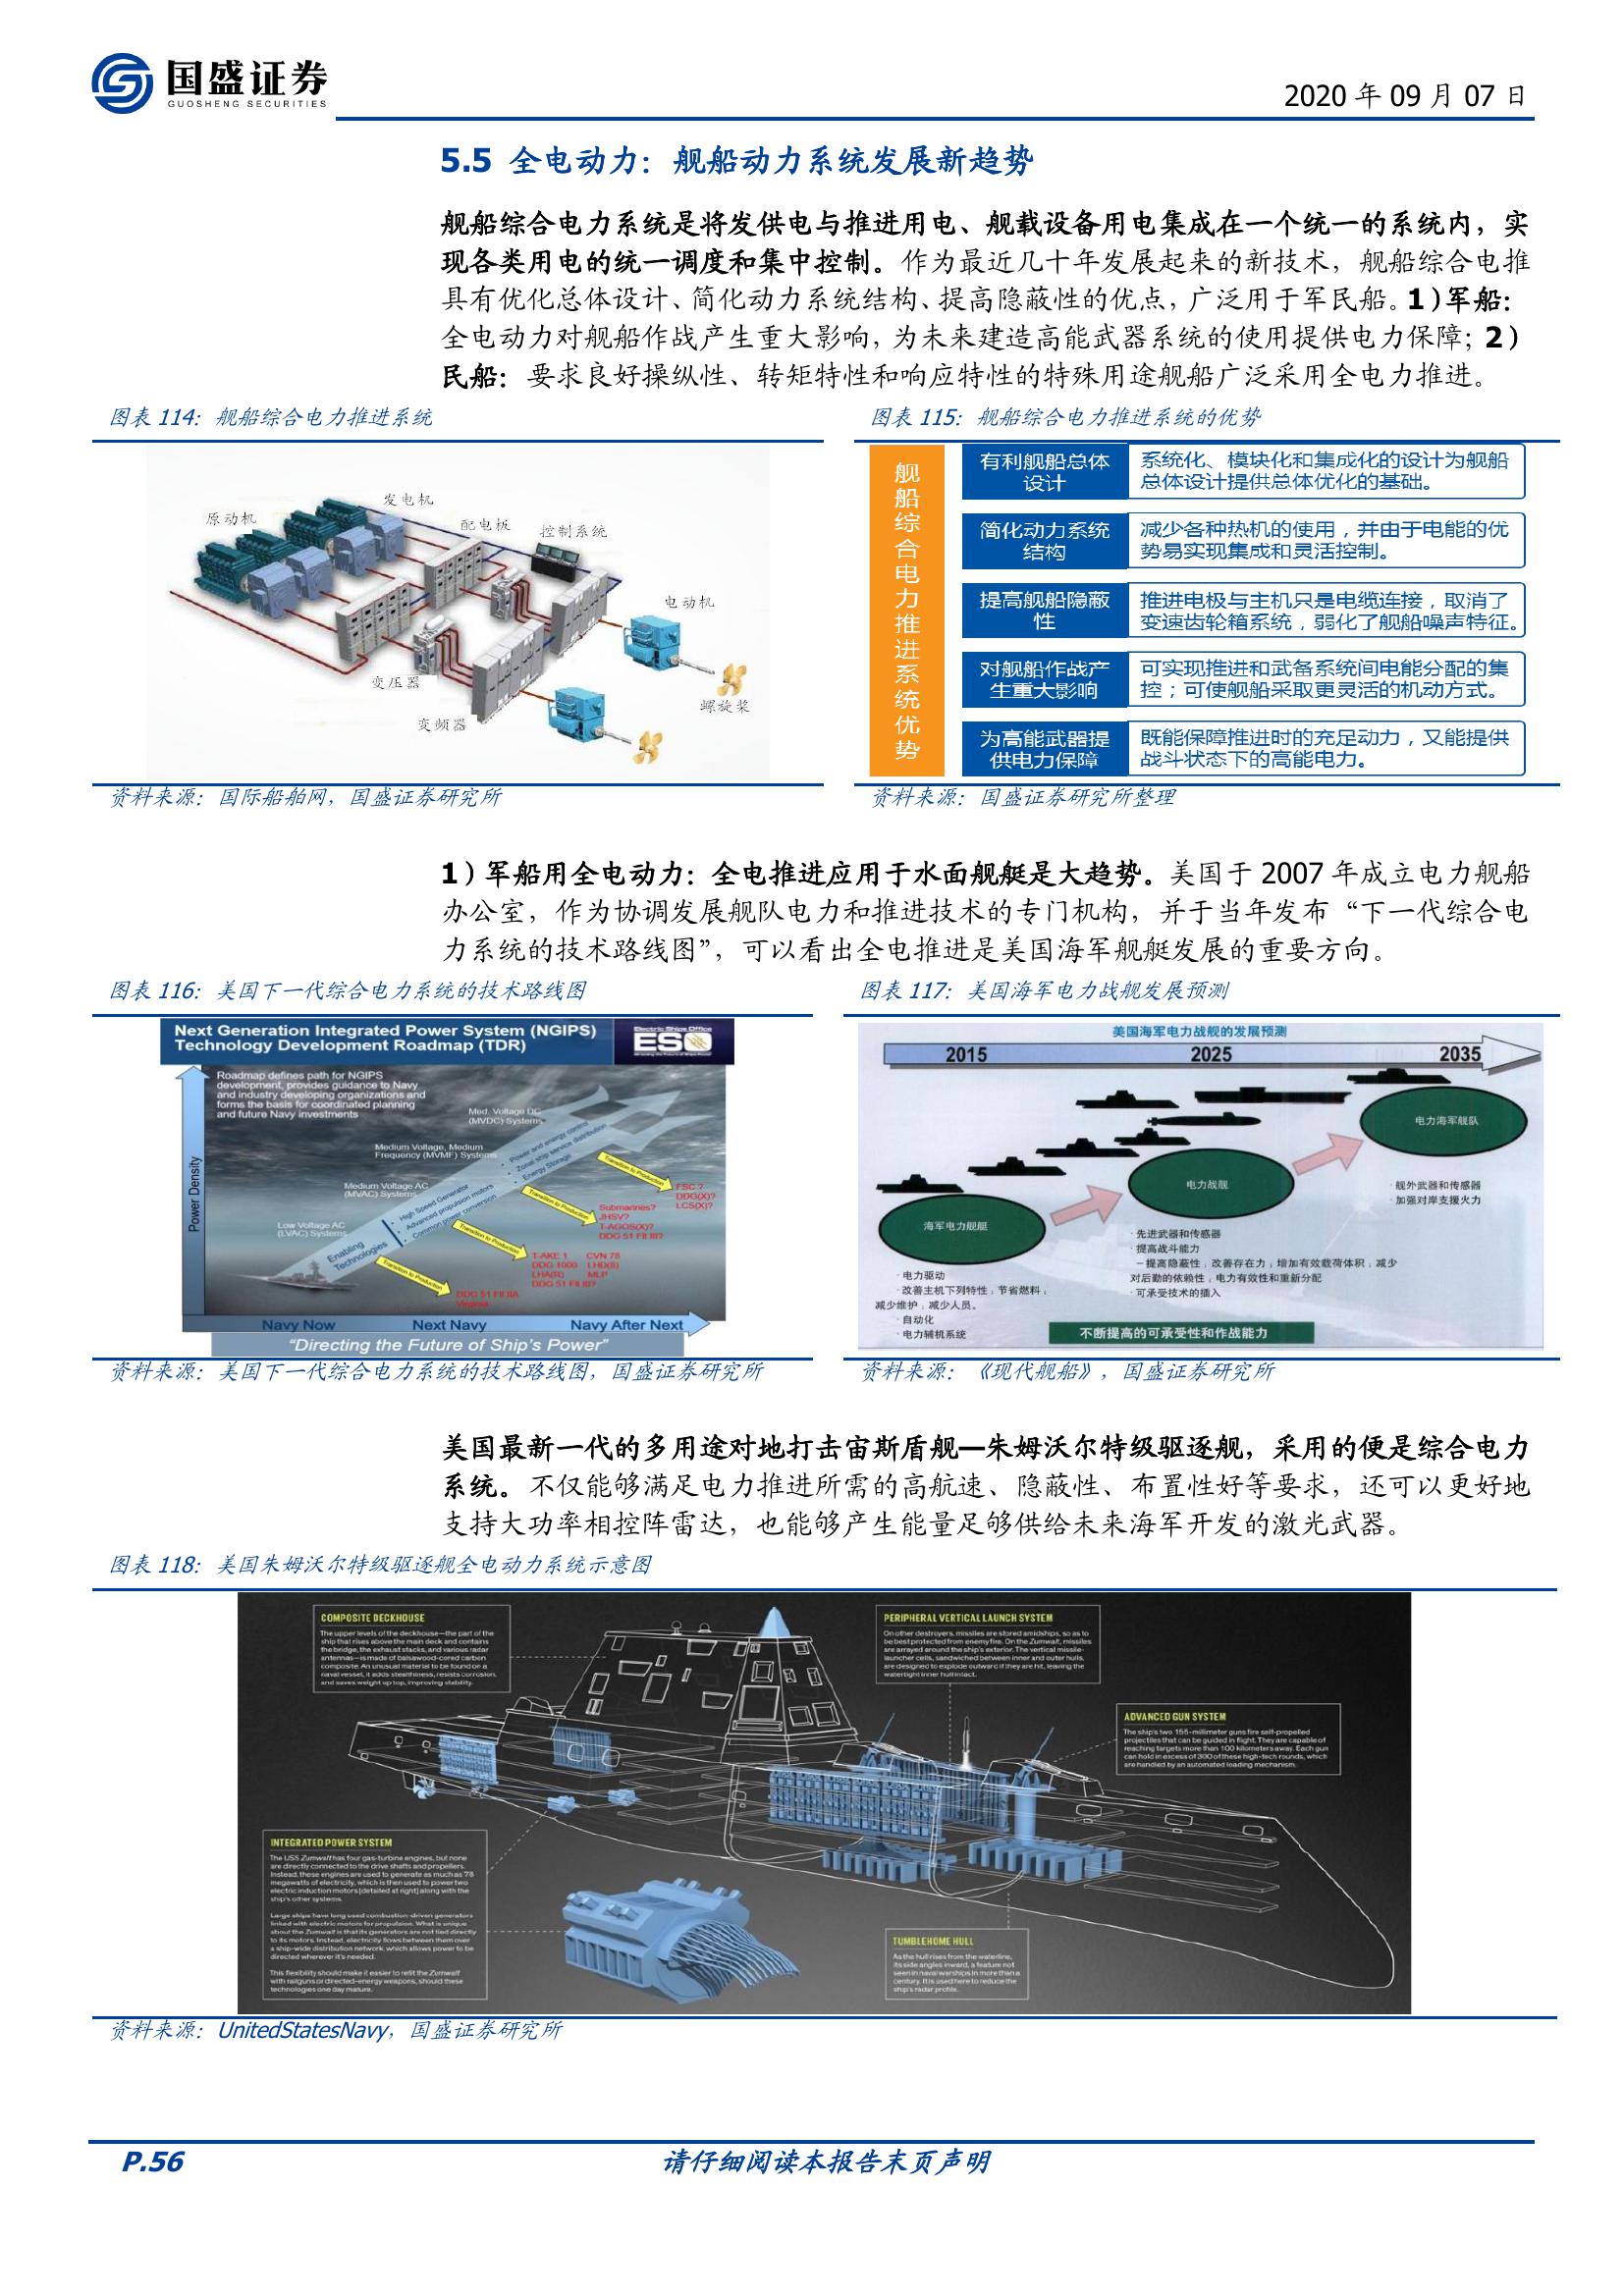 国盛证券
GUOSHENG SECURITIES
2020 年 09 月 07 日
5.5 全电动力：舰船动力系统发展新趋势
舰船综合电力系统是将发供电与推进用电、舰载设备用电集成在一个统一的系统内，实
现各类用电的统一调度和集中控制。作为最近几十年发展起来的新技术，舰船综合电推
具有优化总体设计、简化动力系统结构、提高隐蔽性的优点，广泛用于军民船。1）军船：
全电动力对舰船作战产生重大影响，为未来建造高能武器系统的使用提供电力保障；2）
民船：要求良好操纵性、转矩特性和响应特性的特殊用途舰船广泛采用全电力推进。
图表 114：舰船综合电力推进系统
发电机
原动机
配电板
控制系统
电动机
变压器
螺旋桨
变频器
资料来源：国际船舶网，国盛证券研究所
图表 115：舰船综合电力推进系统的优势
舰船综合电力推进系统优势
有利舰船总体
设计
系统化、模块化和集成化的设计为舰船
总体设计提供总体优化的基础。
简化动力系统
结构
减少各种热机的使用，并由于电能的优
势易实现集成和灵活控制。
提高舰船隐蔽
性
推进电极与主机只是电缆连接，取消了
变速齿轮箱系统，弱化了舰船噪声特征。
对舰船作战产
生重大影响
可实现推进和武备系统间电能分配的集
控；可使舰船采取更灵活的机动方式。
为高能武器提
供电力保障
既能保障推进时的充足动力，又能提供
战斗状态下的高能电力。
资料来源：国盛证券研究所整理
1）军船用全电动力：全电推进应用于水面舰艇是大趋势。美国于 2007 年成立电力舰船
办公室，作为协调发展舰队电力和推进技术的专门机构，并于当年发布“下一代综合电
力系统的技术路线图”，可以看出全电推进是美国海军舰艇发展的重要方向。
图表 116：美国下一代综合电力系统的技术路线图
Next Generation Integrated Power System (NGIPS)
Technology Development Roadmap (TDR)
Electric Ships Office
ESO
Roadmap defines path for NGIPS
development, provides guidance to Navy
and industry developing organizations and
forms the basis for coordinated planning
and future Navy investments
Power Density
Med. Voltage DC
(MVDC) Systems
Medium Voltage, Medium
Frequency (MVMF) Systems
Medium Voltage AC
(MVAC) Systems
Low Voltage AC
(LVAC) Systems
Enabling
Technologies
• High Speed Generator
• Advanced propulsion motors
• Common power conversion
• Power and energy control
• Zonal ship service distribution
• Energy Storage
Transition to Production
Transition to Production
Transition to Production
Transition to Production
FSC ?
DDG(X)?
LCS(X)?
Submarines?
JHSV?
T-AGOS(X)?
DDG 51 Flt III?
T-AKE 1 CVN 78
DDG 1000 LHD(8)
LHA(R) MLP
DDG 51 Flt III?
DDG 51 Flt IIA
Virginia
Navy Now Next Navy Navy After Next
“Directing the Future of Ship's Power”
资料来源：美国下一代综合电力系统的技术路线图，国盛证券研究所
图表 117：美国海军电力战舰发展预测
美国海军电力战舰的发展预测
2015 2025 2035
电力海军舰队
电力战舰
海军电力舰艇
· 舰外武器和传感器
· 加强对岸支援火力
· 先进武器和传感器
· 提高战斗能力
－提高隐蔽性，改善存在力，增加有效载荷体积，减少
对后勤的依赖性，电力有效性和重新分配
· 可承受技术的插入
· 电力驱动
· 改善主机下列特性，节省燃料，
减少维护，减少人员。
· 自动化
· 电力辅机系统
不断提高的可承受性和作战能力
资料来源：《现代舰船》，国盛证券研究所
美国最新一代的多用途对地打击宙斯盾舰—朱姆沃尔特级驱逐舰，采用的便是综合电力
系统。不仅能够满足电力推进所需的高航速、隐蔽性、布置性好等要求，还可以更好地
支持大功率相控阵雷达，也能够产生能量足够供给未来海军开发的激光武器。
图表 118：美国朱姆沃尔特级驱逐舰全电动力系统示意图
COMPOSITE DECKHOUSE
The upper levels of the deckhouse—the part of the
ship that rises above the main deck and contains
the bridge, the exhaust stacks, and various radar
antennas—is made of balsawood-cored carbon
composite. An unusual material to be found on a
naval vessel, it adds stealthiness, resists corrosion,
and saves weight up top, improving stability.
PERIPHERAL VERTICAL LAUNCH SYSTEM
On other destroyers, missiles are stored amidships, so as to
be best protected from enemy fire. On the Zumwalt, missiles
are arrayed around the ship's exterior. The vertical missile-
launcher cells, sandwiched between inner and outer hulls,
are designed to explode outward if they are hit, leaving the
watertight inner hull intact.
ADVANCED GUN SYSTEM
The ship's two 155-millimeter guns fire self-propelled
projectiles that can be guided in flight. They are capable of
reaching targets more than 100 kilometers away. Each gun
can hold in excess of 300 of these high-tech rounds, which
are handled by an automated loading mechanism.
INTEGRATED POWER SYSTEM
The USS Zumwalt has four gas-turbine engines, but none
are directly connected to the drive shafts and propellers.
Instead, these engines are used to generate as much as 78
megawatts of electricity, which is then used to power two
electric induction motors [detailed at right] along with the
ship's other systems.
Large ships have long used combustion-driven generators
linked with electric motors for propulsion. What is unique
about the Zumwalt is that its generators are not tied directly
to its motors. Instead, electricity flows between them over
a ship-wide distribution network, which allows power to be
directed wherever it's needed.
This flexibility should make it easier to refit the Zumwalt
with railguns or directed-energy weapons, should these
technologies one day mature.
TUMBLEHOME HULL
As the hull rises from the waterline,
its side angles inward, a feature not
seen in naval warships in more than a
century. It is used here to reduce the
ship's radar profile.
资料来源：UnitedStatesNavy，国盛证券研究所
P.56
请仔细阅读本报告末页声明